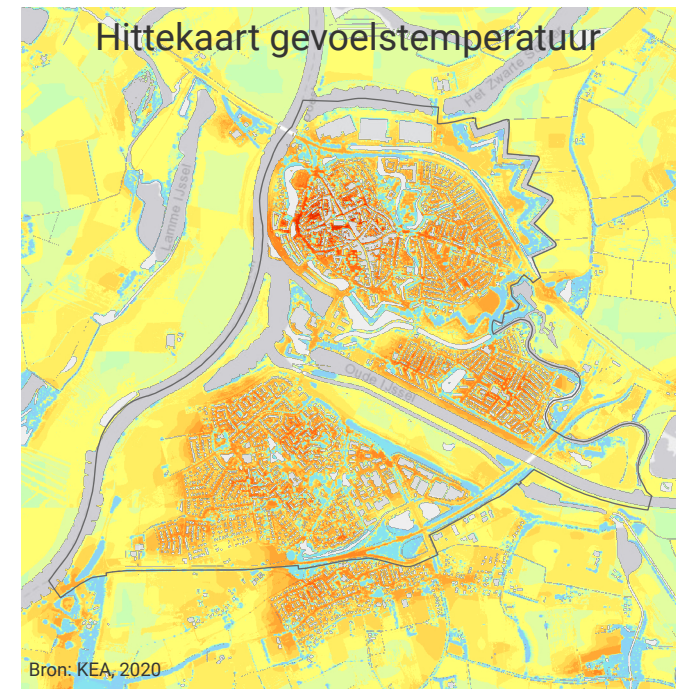 Hittekaart gevoelstemperatuur
Het Zwarte S
Lamme IJssel
Oude IJssel
Bron: KEA, 2020